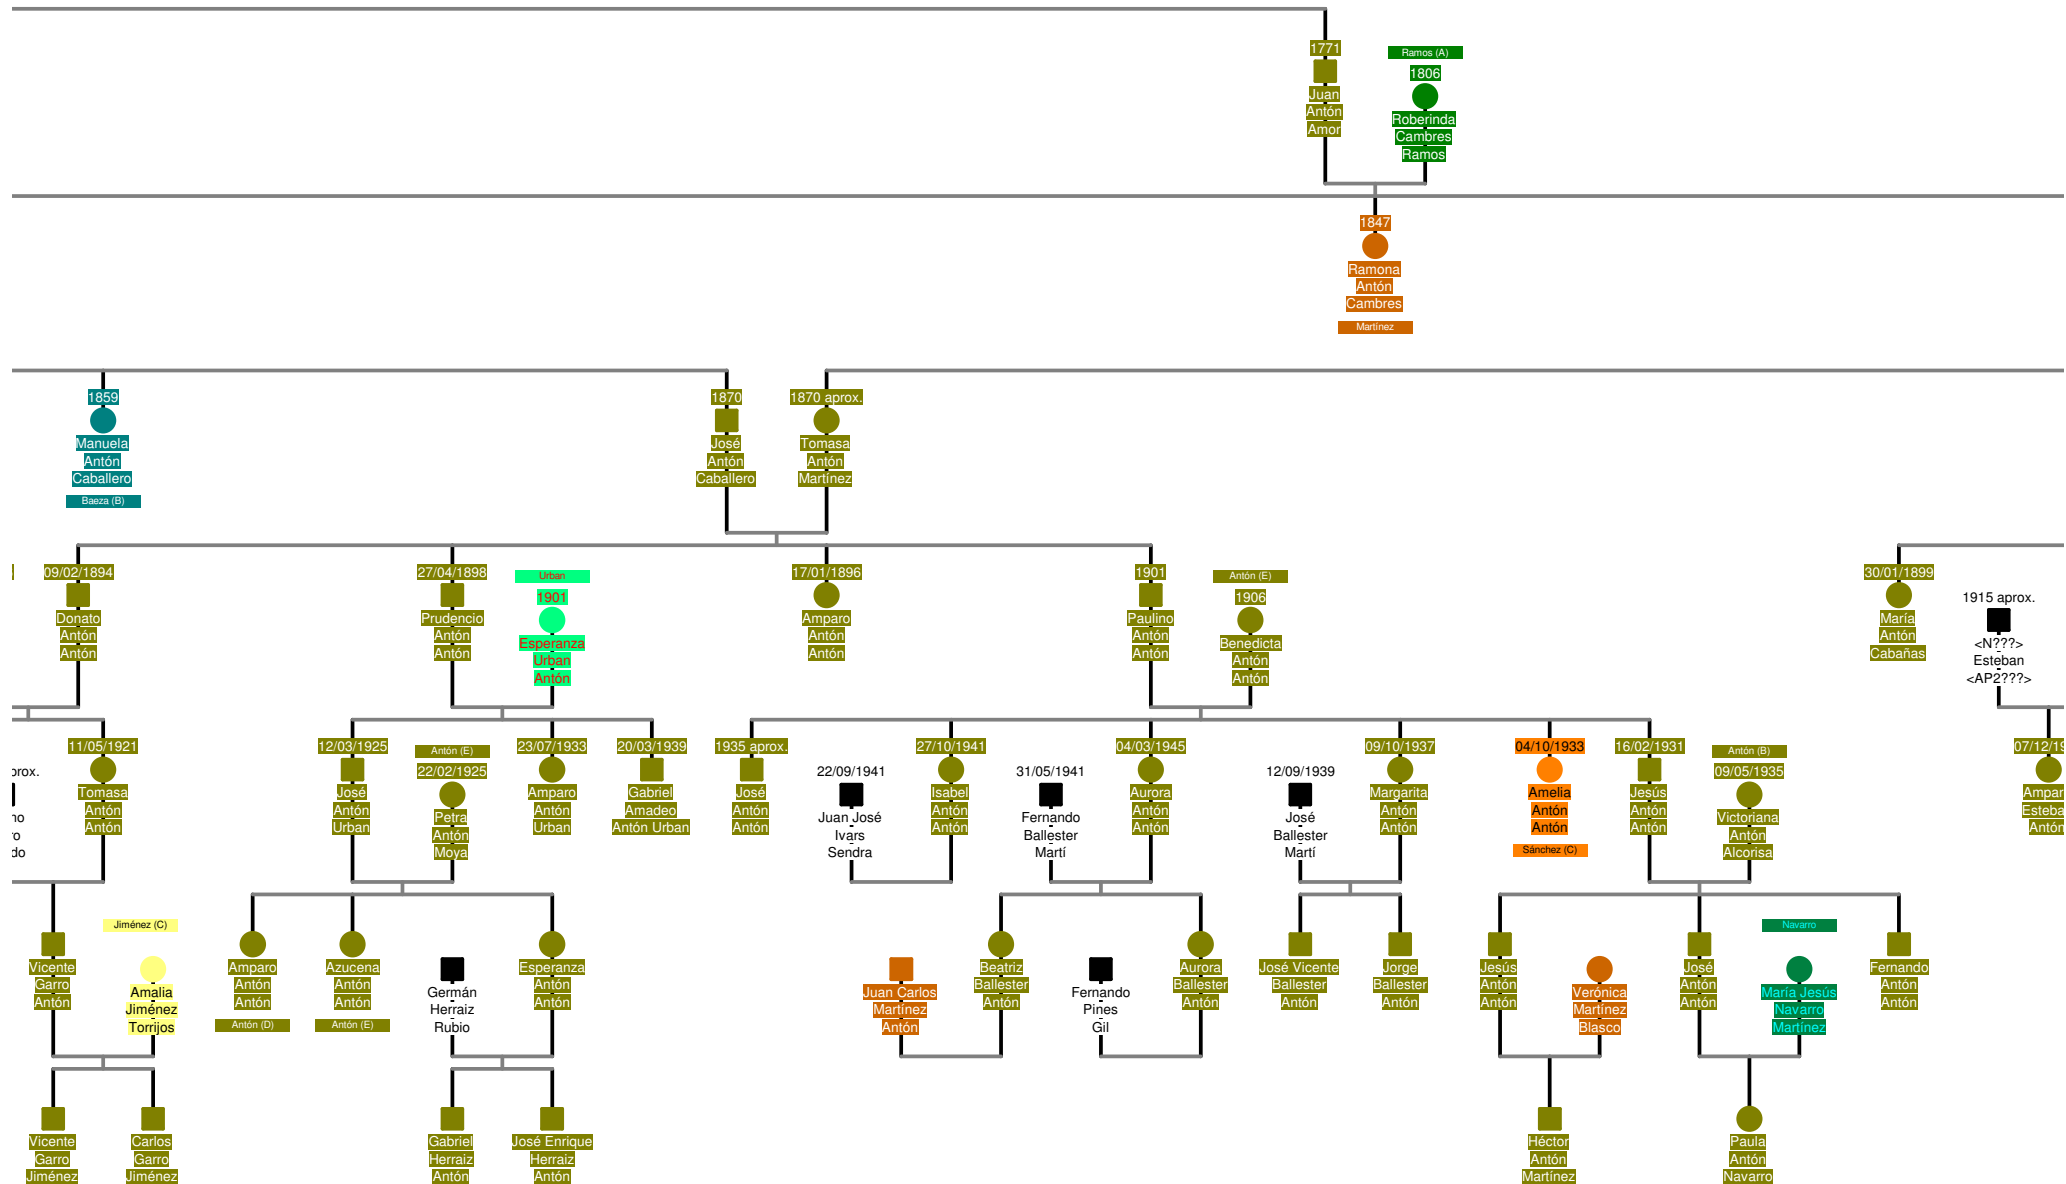 1771
Juan
Antón
Amor
Ramos (A)
1806
Roberinda
Cambres
Ramos
1847
Ramona
Antón
Cambres
Martínez
1859
Manuela
Antón
Caballero
Baeza (B)
1870
José
Antón
Caballero
1870 aprox.
Tomasa
Antón
Martínez
09/02/1894
Donato
Antón
Antón
27/04/1898
Prudencio
Antón
Antón
Urban
1901
Esperanza
Urban
Antón
17/01/1896
Amparo
Antón
Antón
1901
Paulino
Antón
Antón
Antón (E)
1906
Benedicta
Antón
Antón
30/01/1899
María
Antón
Cabañas
1915 aprox.
<N???>
Esteban
<AP2???>
11/05/1921
Tomasa
Antón
Antón
12/03/1925
José
Antón
Urban
Antón (E)
22/02/1925
Petra
Antón
Moya
23/07/1933
Amparo
Antón
Urban
20/03/1939
Gabriel
Amadeo
Antón Urban
1935 aprox.
José
Antón
Antón
22/09/1941
Juan José
Ivars
Sendra
27/10/1941
Isabel
Antón
Antón
31/05/1941
Fernando
Ballester
Martí
04/03/1945
Aurora
Antón
Antón
12/09/1939
José
Ballester
Martí
09/10/1937
Margarita
Antón
Antón
04/10/1933
Amelia
Antón
Antón
Sánchez (C)
16/02/1931
Jesús
Antón
Antón
Antón (B)
09/05/1935
Victoriana
Antón
Alcorisa
07/12/19
Ampar
Esteba
Antón
Vicente
Garro
Antón
Jiménez (C)
Amalia
Jiménez
Torrijos
Amparo
Antón
Antón
Antón (D)
Azucena
Antón
Antón
Antón (E)
Germán
Herraiz
Rubio
Esperanza
Antón
Antón
Juan Carlos
Martínez
Antón
Beatriz
Ballester
Antón
Fernando
Pines
Gil
Aurora
Ballester
Antón
José Vicente
Ballester
Antón
Jorge
Ballester
Antón
Jesús
Antón
Antón
Verónica
Martínez
Blasco
José
Antón
Antón
Navarro
María Jesús
Navarro
Martínez
Fernando
Antón
Antón
Vicente
Garro
Jiménez
Carlos
Garro
Jiménez
Gabriel
Herraiz
Antón
José Enrique
Herraiz
Antón
Héctor
Antón
Martínez
Paula
Antón
Navarro